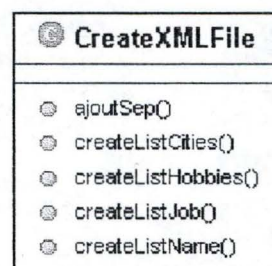 CreateXMLFile
ajoutSep()
createListCities()
createListHobbies()
createListJob()
createListName()